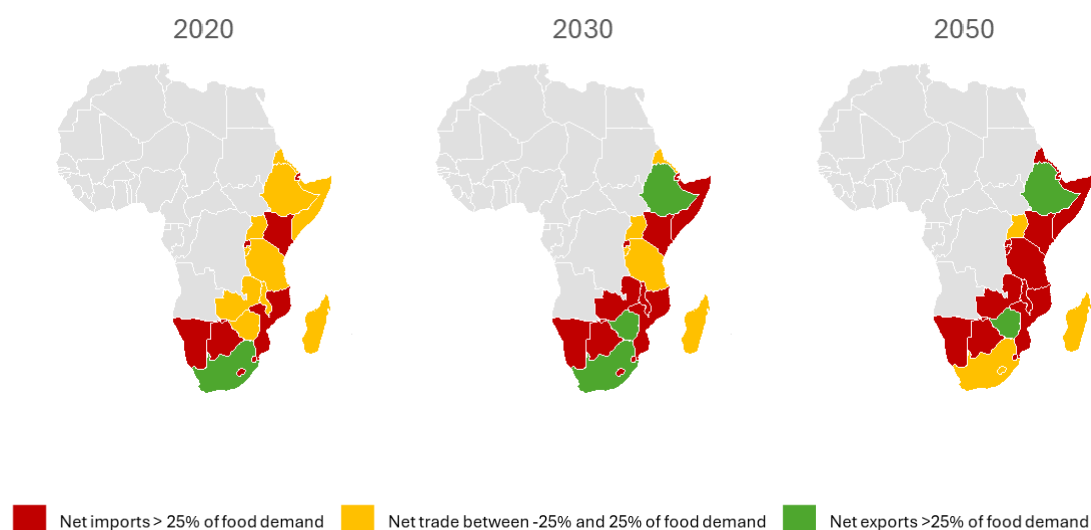 2020
2030
2050
Net imports > 25% of food demand
Net trade between -25% and 25% of food demand
Net exports >25% of food demand